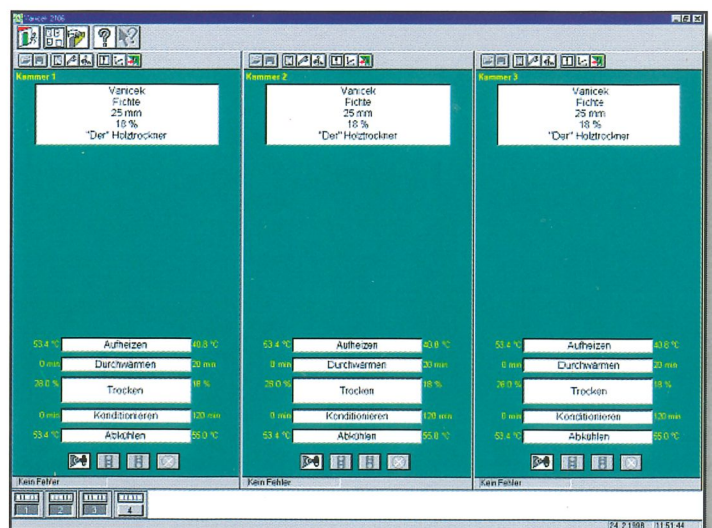 Vanicek 2106
Kammer 1
Vanicek
Fichte
25 mm
18 %
"Der" Holztrockner
53.4 °C Aufheizen 40.8 °C
0 min Durchwärmen 20 min
28.0 % Trocken 18 %
0 min Konditionieren 120 min
53.4 °C Abkühlen 55.0 °C
Kein Fehler
Kammer 2
Vanicek
Fichte
25 mm
18 %
"Der" Holztrockner
53.4 °C Aufheizen 40.8 °C
0 min Durchwärmen 20 min
28.0 % Trocken 18 %
0 min Konditionieren 120 min
53.4 °C Abkühlen 55.0 °C
Kein Fehler
Kammer 3
Vanicek
Fichte
25 mm
18 %
"Der" Holztrockner
53.4 °C Aufheizen 40.8 °C
0 min Durchwärmen 20 min
28.0 % Trocken 18 %
0 min Konditionieren 120 min
53.4 °C Abkühlen 55.0 °C
Kein Fehler
1 2 3 4
24.2.1998 11:51:44